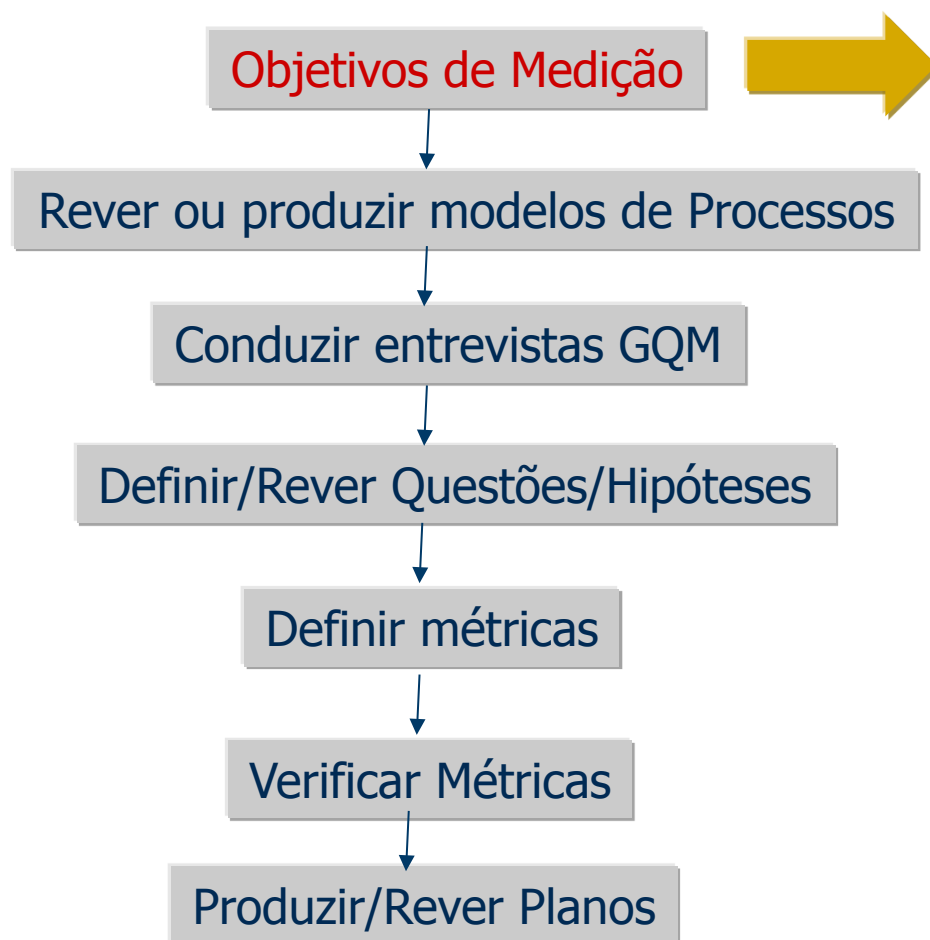 Objetivos de Medição
Rever ou produzir modelos de Processos
Conduzir entrevistas GQM
Definir/Rever Questões/Hipóteses
Definir métricas
Verificar Métricas
Produzir/Rever Planos